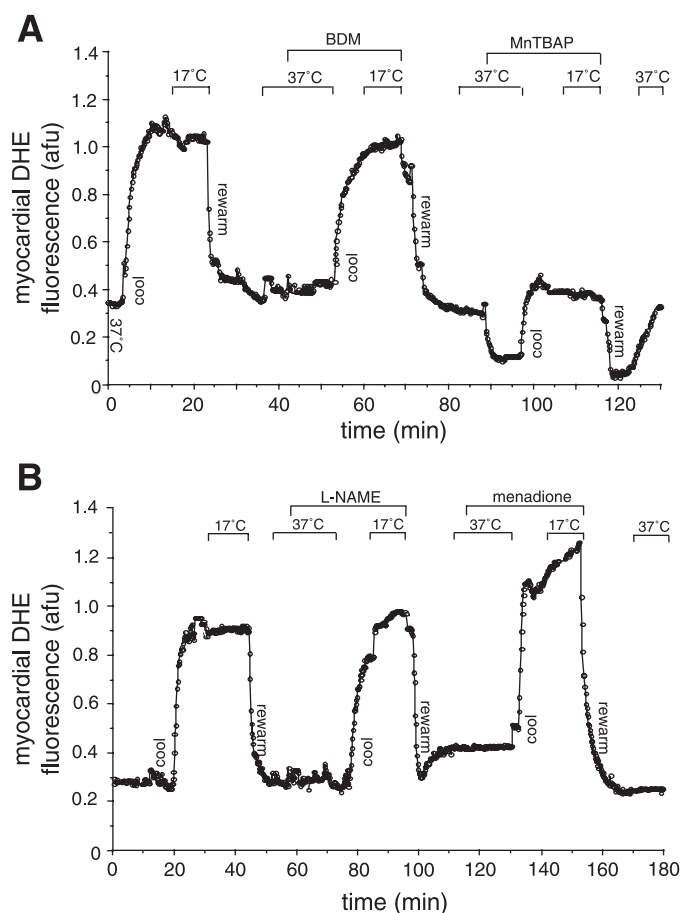 A
BDM
MnTBAP
17°C 37°C 17°C 37°C 17°C 37°C
myocardial DHE
fluorescence (afu)
1.4
1.2
1.0
0.8
0.6
0.4
0.2
0
37°C
cool
rewarm
cool
rewarm
cool
rewarm
0 20 40 60 80 100 120
time (min)
B
L-NAME
menadione
17°C 37°C 17°C 37°C 17°C 37°C
myocardial DHE
fluorescence (afu)
1.4
1.2
1.0
0.8
0.6
0.4
0.2
0
cool
rewarm
cool
rewarm
cool
rewarm
0 20 40 60 80 100 130 140 160 180
time (min)